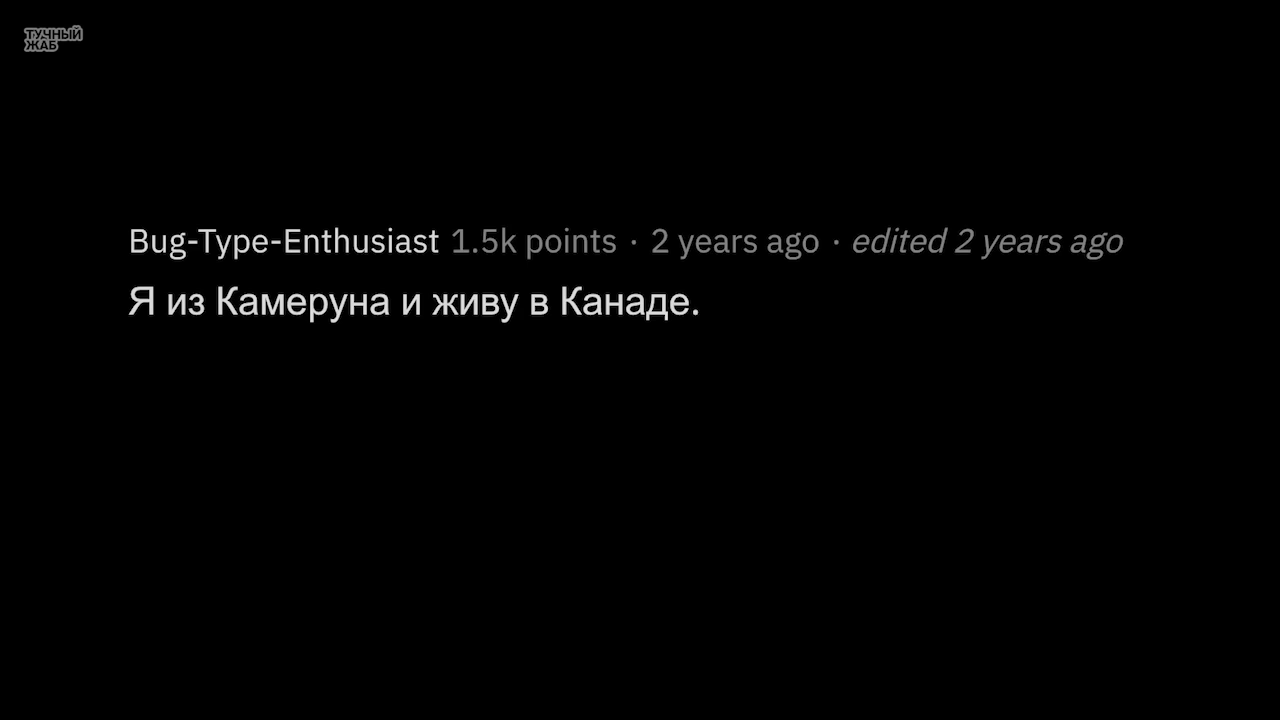 ТУЧНЫЙ
ЖАБ
Bug-Type-Enthusiast 1.5k points · 2 years ago · edited 2 years ago
Я из Камеруна и живу в Канаде.